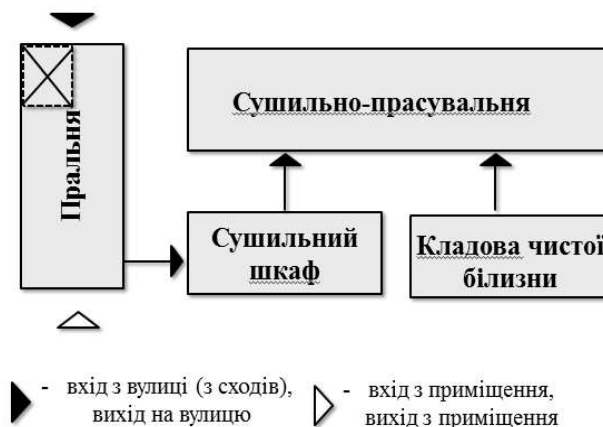 Пральня
Сушильно-прасувальня
Сушильний
шкаф
Кладова чистої
білизни
- вхід з вулиці (з сходів),
вихід на вулицю
- вхід з приміщення,
вихід з приміщення